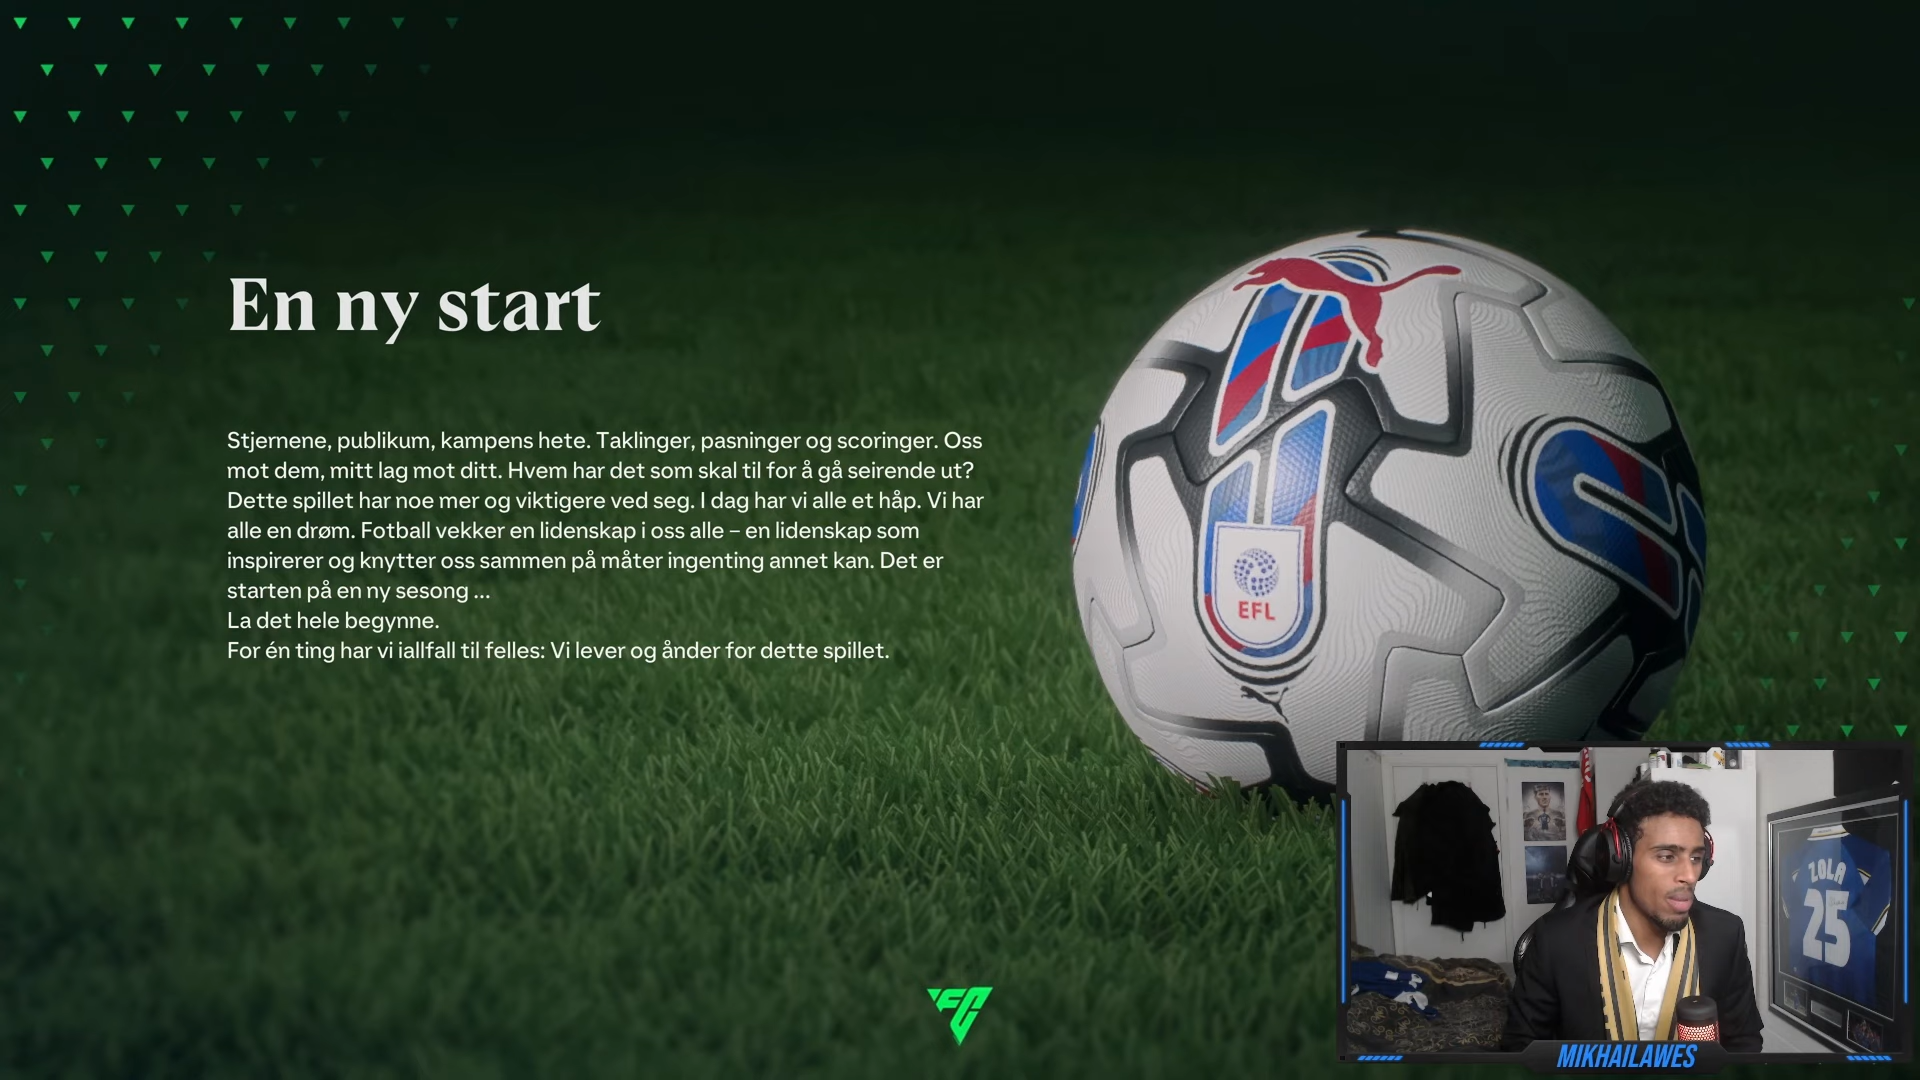 En ny start
Stjernene, publikum, kampens hete. Taklinger, pasninger og scoringer. Oss
mot dem, mitt lag mot ditt. Hvem har det som skal til for å gå seirende ut?
Dette spillet har noe mer og viktigere ved seg. I dag har vi alle et håp. Vi har
alle en drøm. Fotball vekker en lidenskap i oss alle – en lidenskap som
inspirerer og knytter oss sammen på måter ingenting annet kan. Det er
starten på en ny sesong ...
La det hele begynne.
For én ting har vi iallfall til felles: Vi lever og ånder for dette spillet.
EFL
FC
ZOLA
25
MIKHAILAWES